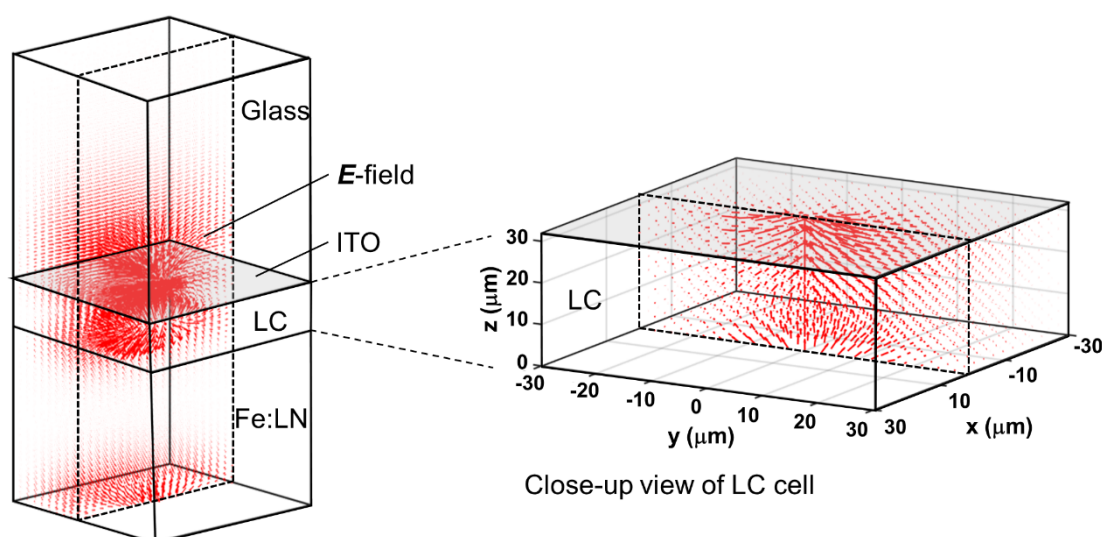 Glass
E-field
ITO
LC
Fe:LN
30
20
10
0
z (μm)
LC
-30
-20
-10
0
10
20
30
y (μm)
30
10
-10
-30
x (μm)
Close-up view of LC cell